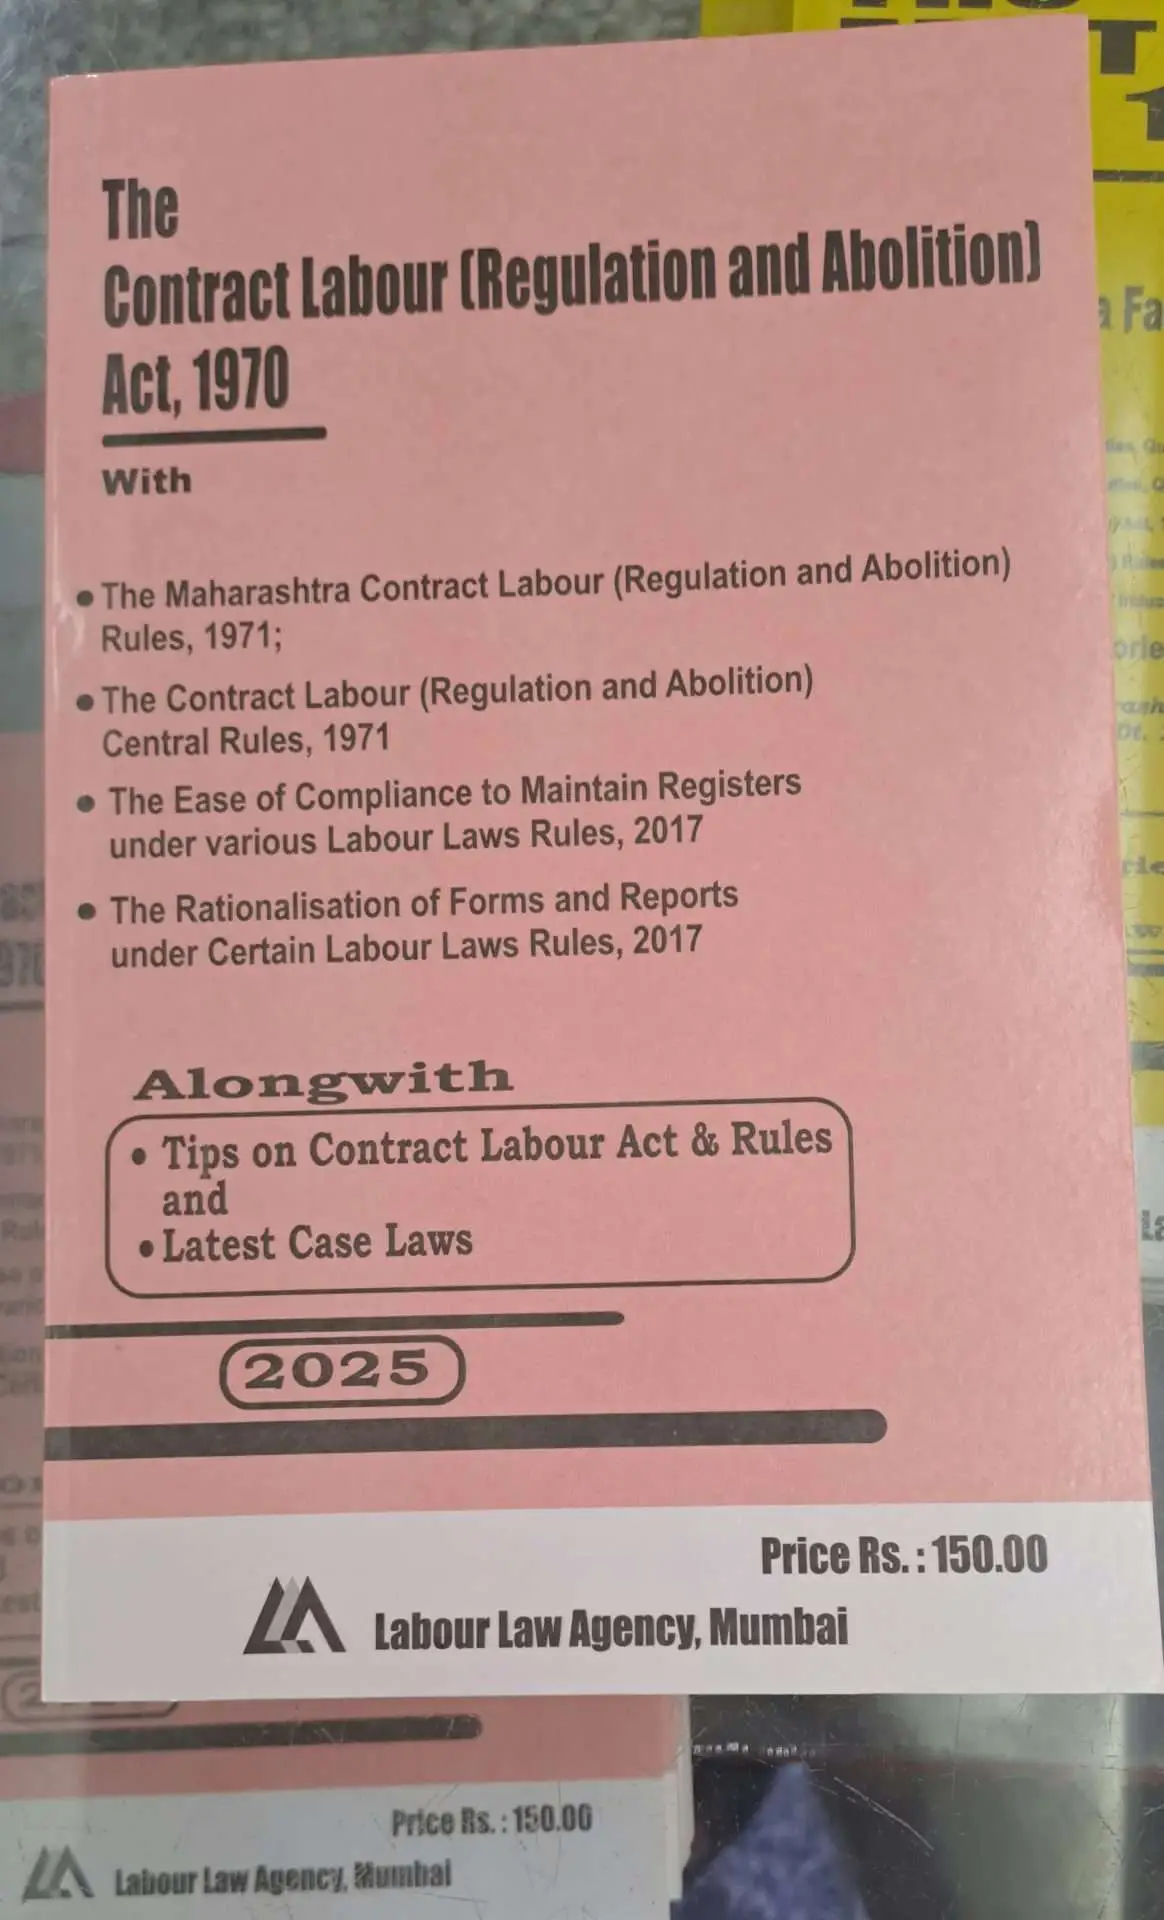 The
Contract Labour (Regulation and Abolition)
Act, 1970
With
• The Maharashtra Contract Labour (Regulation and Abolition)
Rules, 1971;
• The Contract Labour (Regulation and Abolition)
Central Rules, 1971
• The Ease of Compliance to Maintain Registers
under various Labour Laws Rules, 2017
• The Rationalisation of Forms and Reports
under Certain Labour Laws Rules, 2017
Alongwith
• Tips on Contract Labour Act & Rules
and
• Latest Case Laws
2025
Price Rs. : 150.00
Labour Law Agency, Mumbai
Price Rs. : 150.00
Labour Law Agency, Mumbai